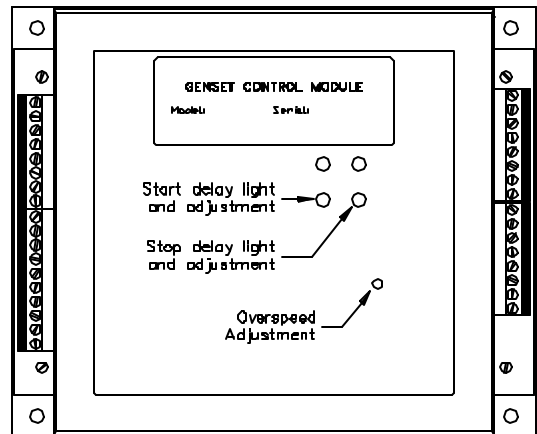 GENSET CONTROL MODULE
Model: Serial:
Start delay light
and adjustment
Stop delay light
and adjustment
Overspeed
Adjustment